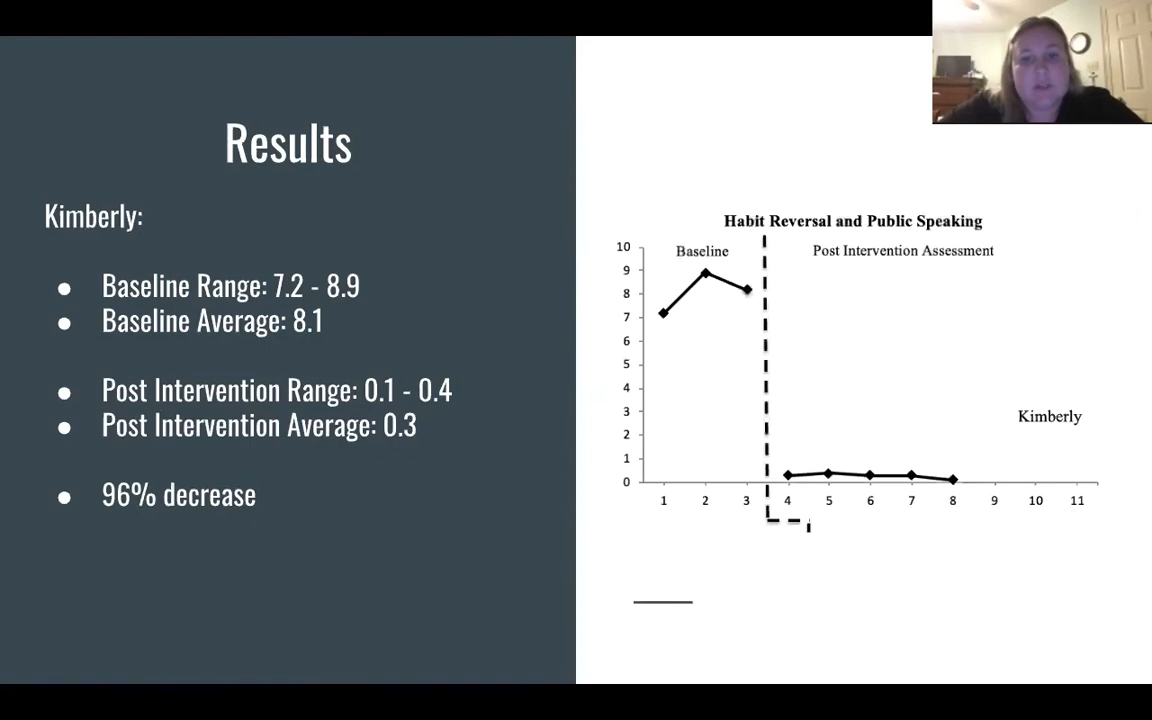 Results
Kimberly:
● Baseline Range: 7.2 - 8.9
● Baseline Average: 8.1
● Post Intervention Range: 0.1 - 0.4
● Post Intervention Average: 0.3
● 96% decrease
Habit Reversal and Public Speaking
Baseline
Post Intervention Assessment
10
9
8
7
6
5
4
3
2
1
0
Kimberly
1 2 3 4 5 6 7 8 9 10 11